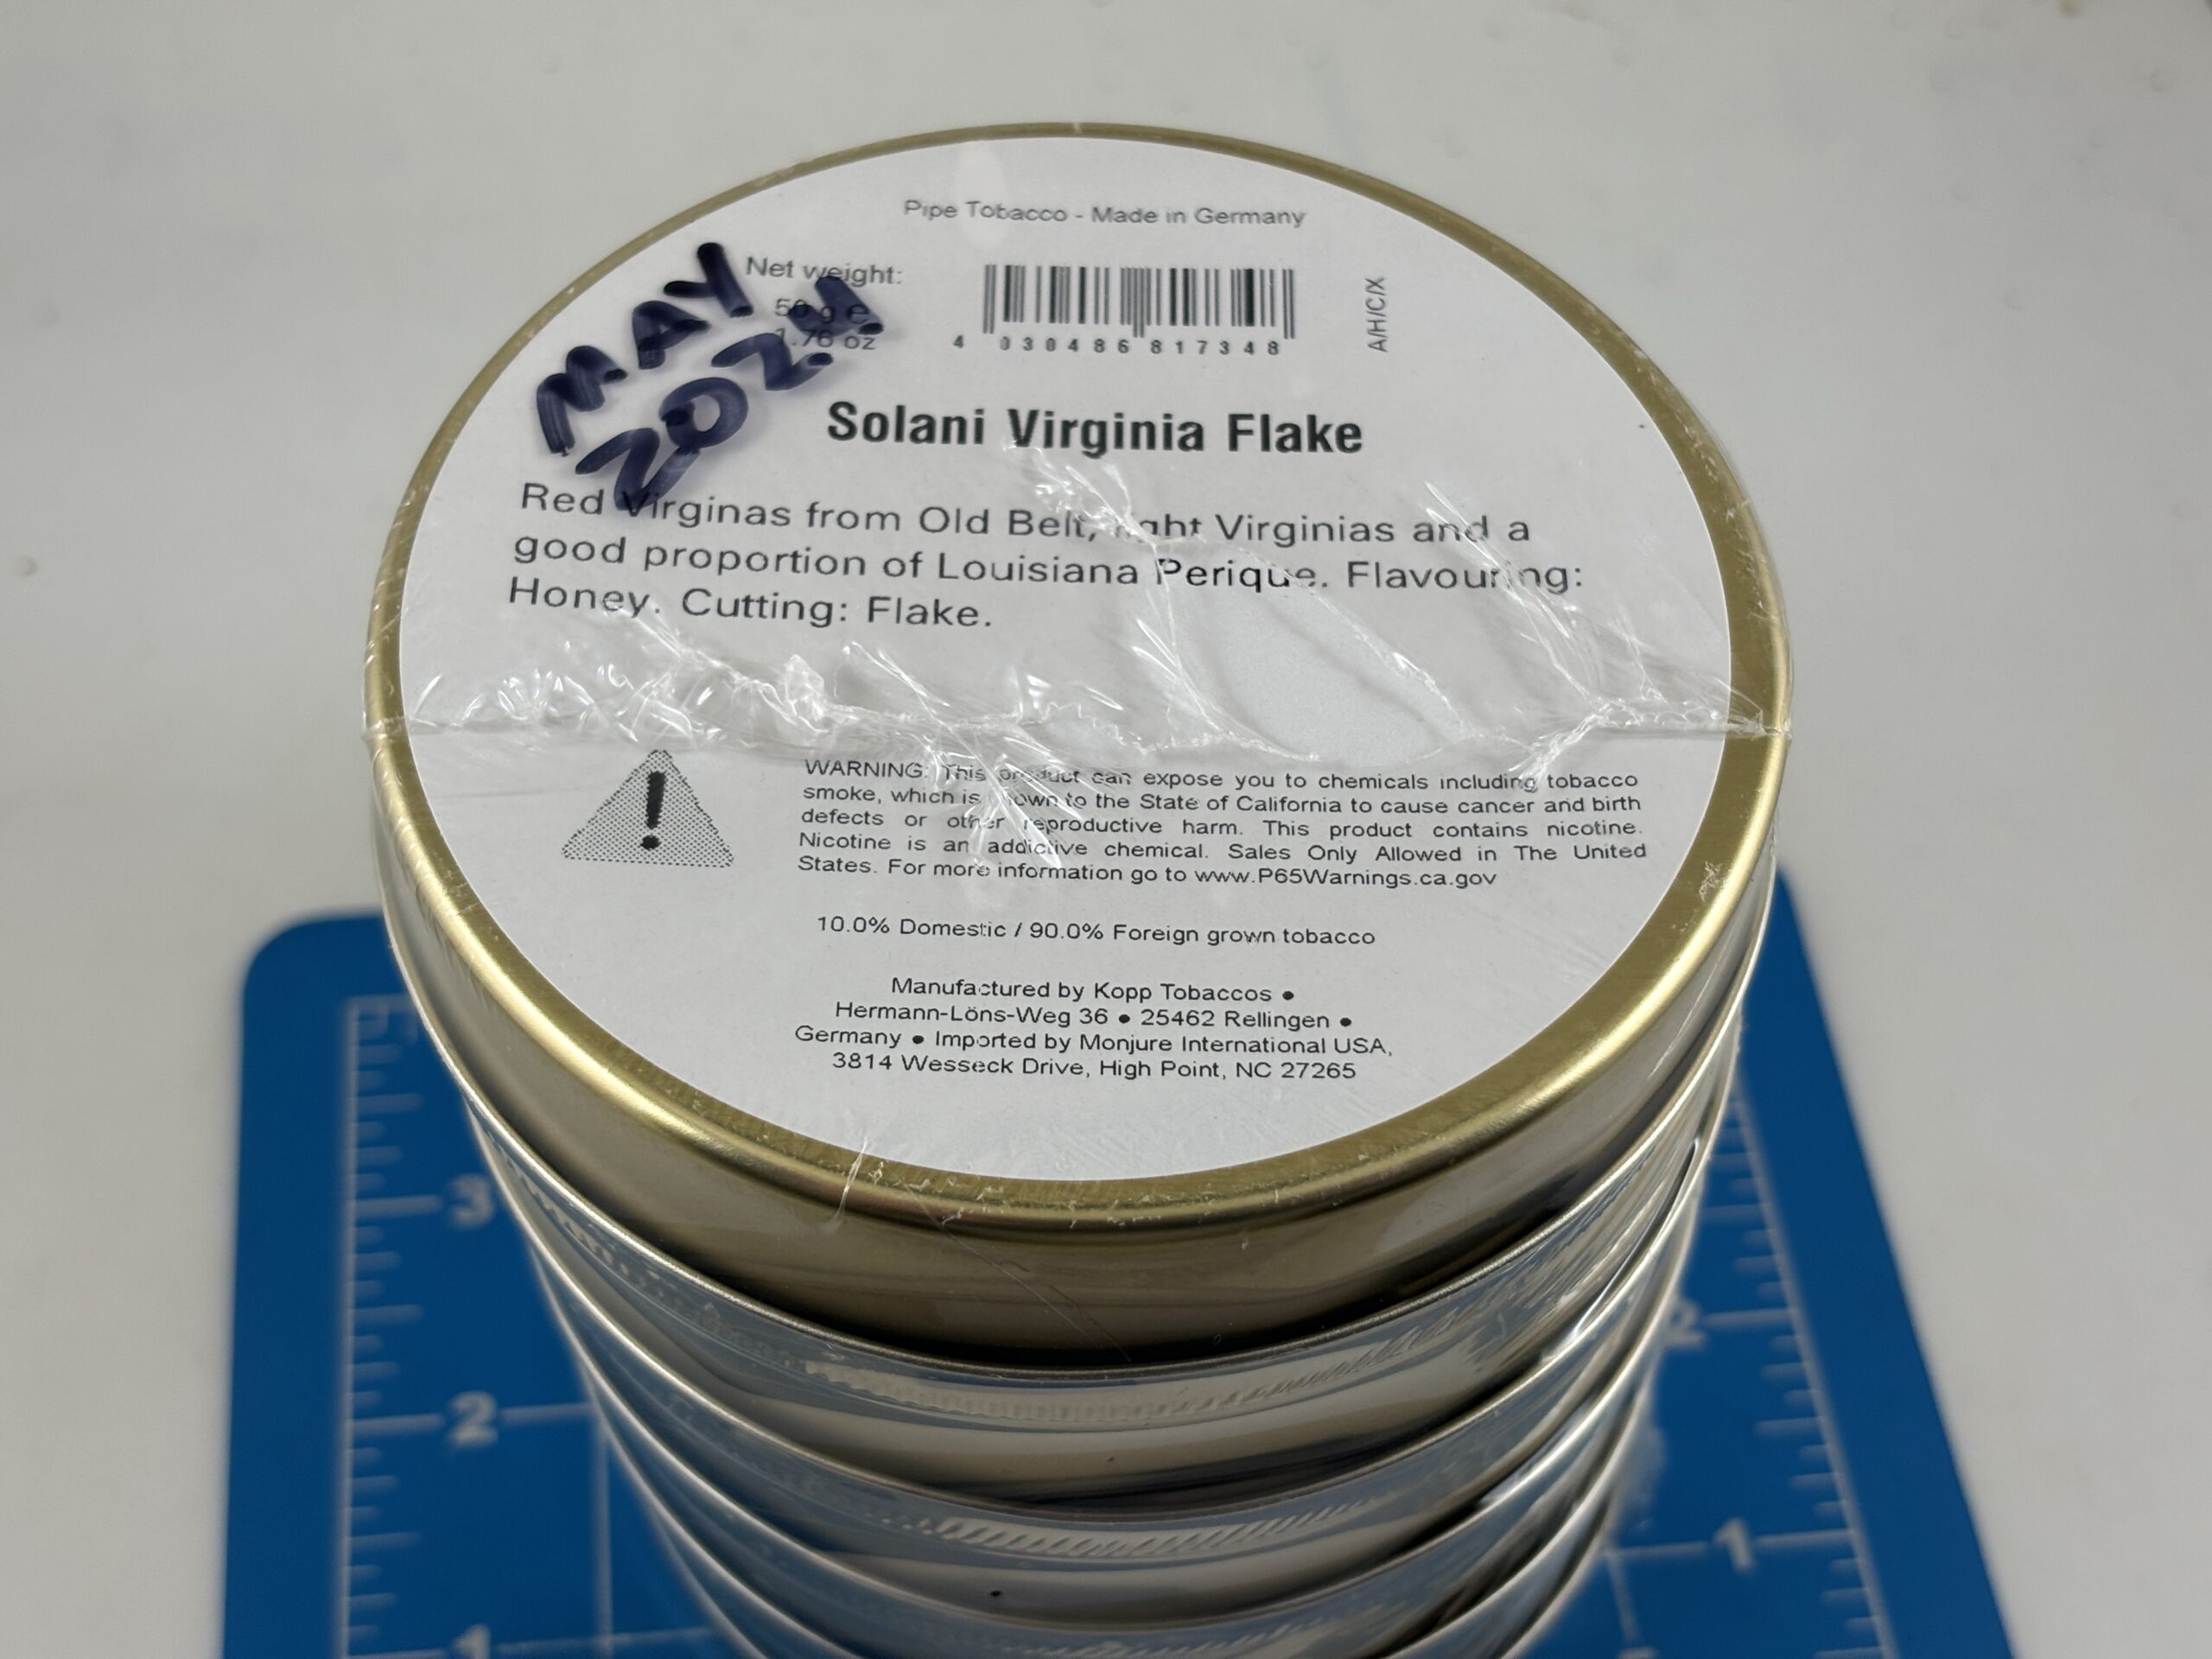 Pipe Tobacco - Made in Germany
Net weight:
50 g e
1.76 oz
MAY
2024
4 030486 817348
A/H/C/X
Solani Virginia Flake
Red Virginas from Old Belt, Virginias and a
good proportion of Louisiana Perique. Flavouring:
Honey. Cutting: Flake.
WARNING: This product can expose you to chemicals including tobacco
smoke, which is known to the State of California to cause cancer and birth
defects or other reproductive harm. This product contains nicotine.
Nicotine is an addictive chemical. Sales Only Allowed in The United
States. For more information go to www.P65Warnings.ca.gov
10.0% Domestic / 90.0% Foreign grown tobacco
Manufactured by Kopp Tobaccos •
Hermann-Löns-Weg 36 • 25462 Rellingen •
Germany • Imported by Monjure International USA,
3814 Wesseck Drive, High Point, NC 27265
3
2
2
1
1